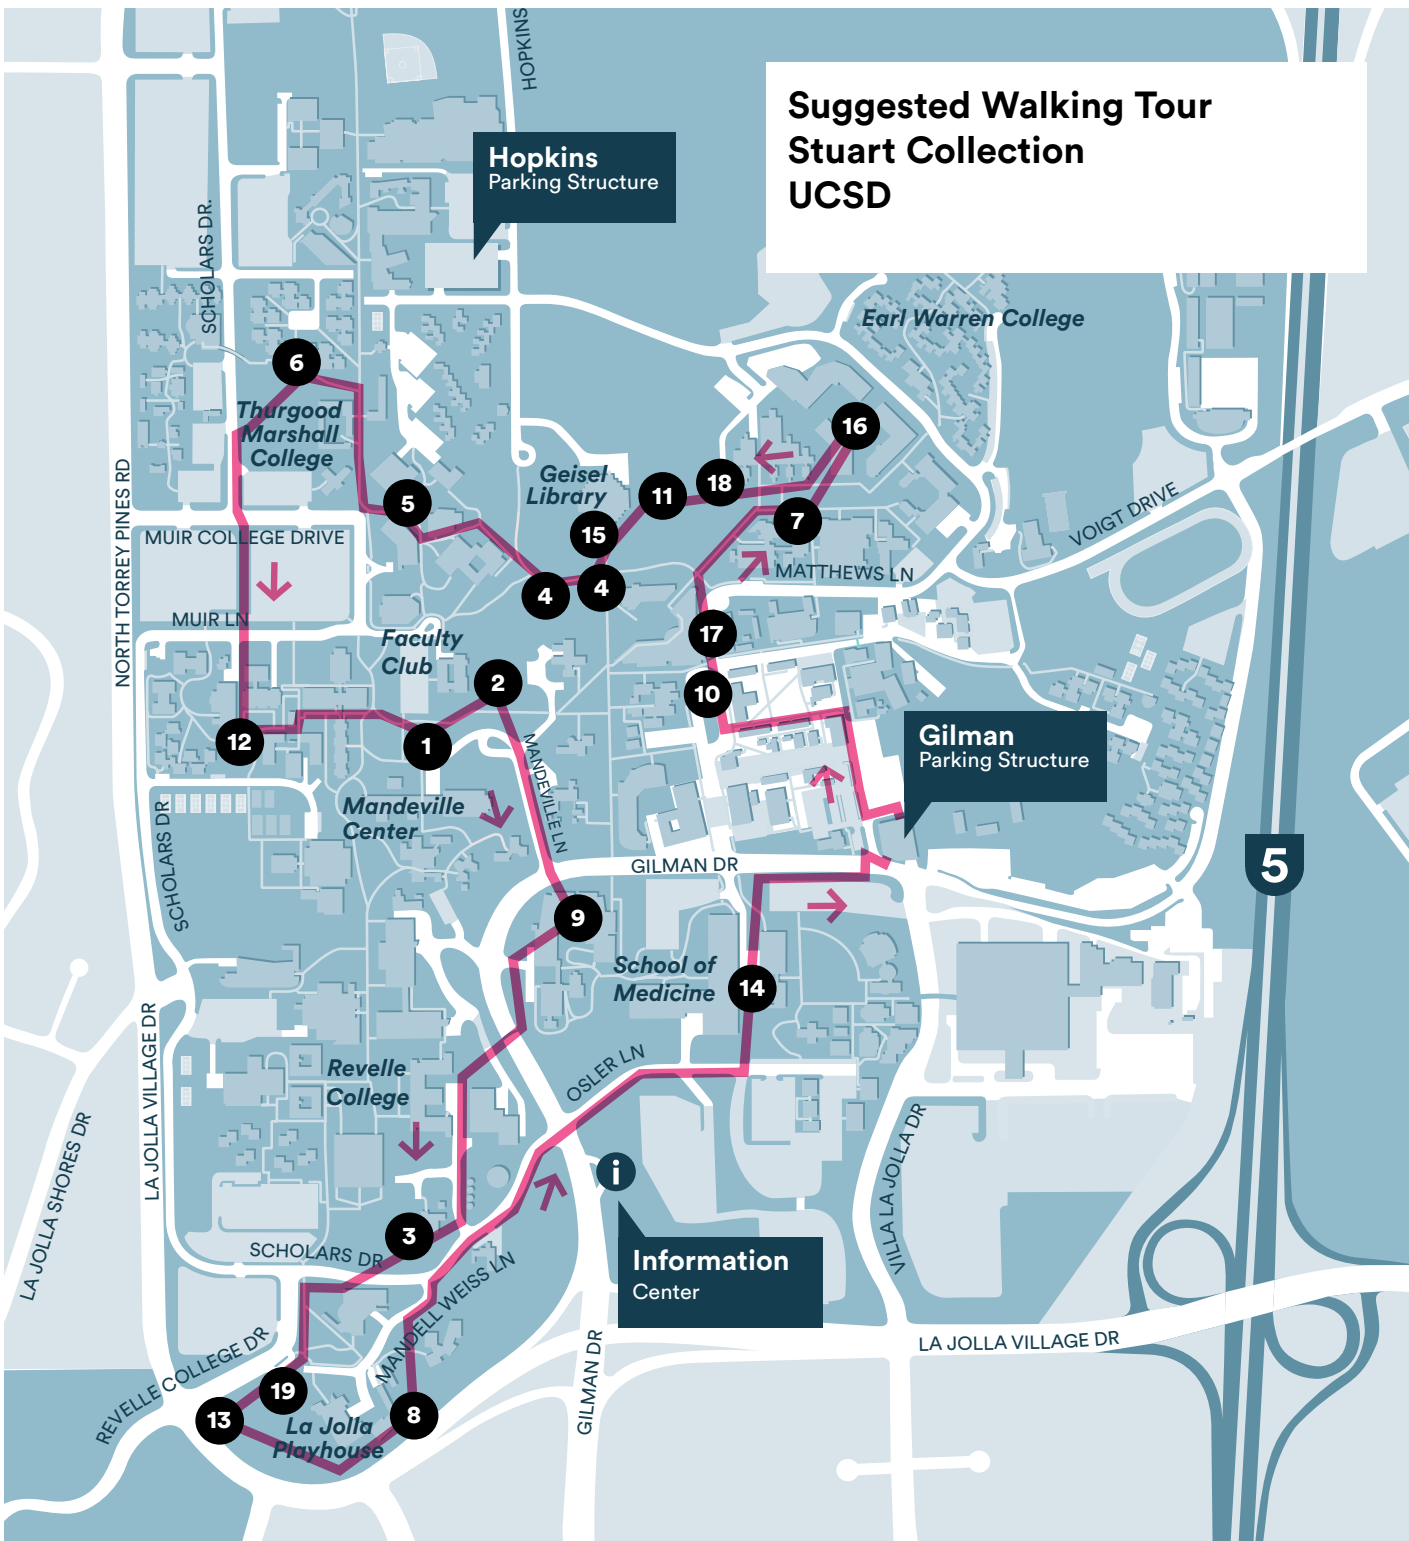 Suggested Walking Tour
Stuart Collection
UCSD
HOPKINS
Hopkins
Parking Structure
SCHOLARS DR.
Earl Warren College
6
Thurgood
Marshall
College
16
NORTH TORREY PINES RD
Geisel
Library
5
11
18
15
7
VOIGT DRIVE
MUIR COLLEGE DRIVE
MATTHEWS LN
4
4
MUIR LN
Faculty
Club
17
2
10
12
1
MANDEVILLE LN
Gilman
Parking Structure
Mandeville
Center
SCHOLARS DR
GILMAN DR
5
9
School of
Medicine
14
LA JOLLA VILLAGE DR
Revelle
College
OSLER LN
LA JOLLA SHORES DR
VILLA LA JOLLA DR
i
3
SCHOLARS DR
Information
Center
MANDELL WEISS LN
REVELLE COLLEGE DR
GILMAN DR
LA JOLLA VILLAGE DR
19
13
8
La Jolla
Playhouse